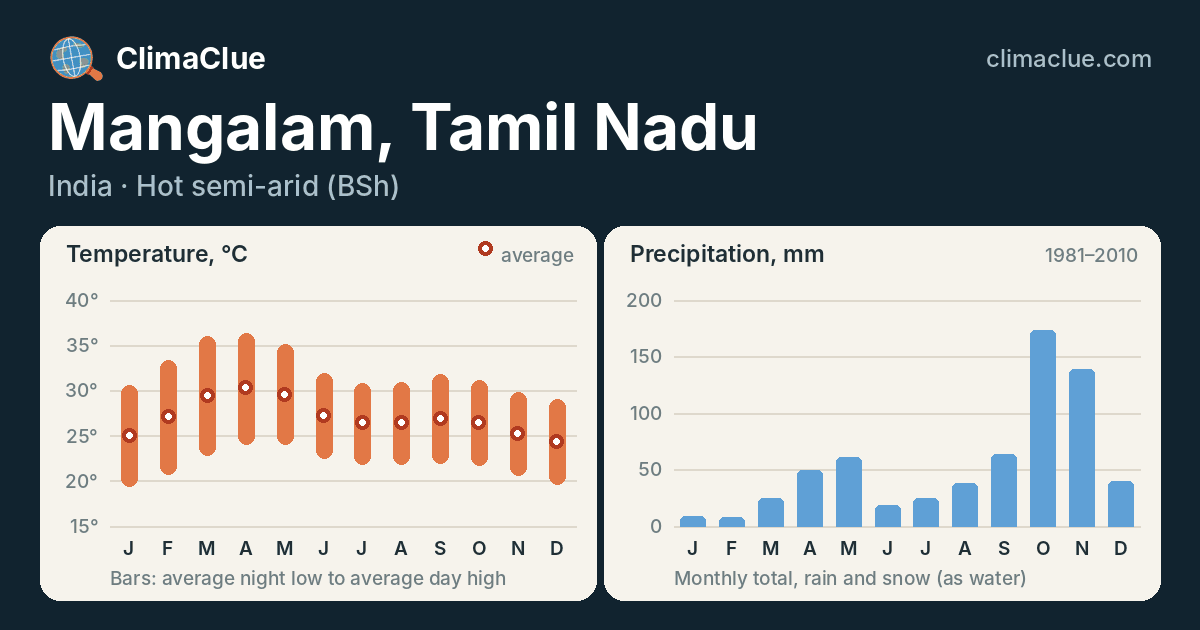 ClimaClue
climaclue.com
Mangalam, Tamil Nadu
India · Hot semi-arid (BSh)
Temperature, °C
average
40°
35°
30°
25°
20°
15°
J F M A M J J A S O N D
Bars: average night low to average day high
Precipitation, mm
1981–2010
200
150
100
50
0
J F M A M J J A S O N D
Monthly total, rain and snow (as water)